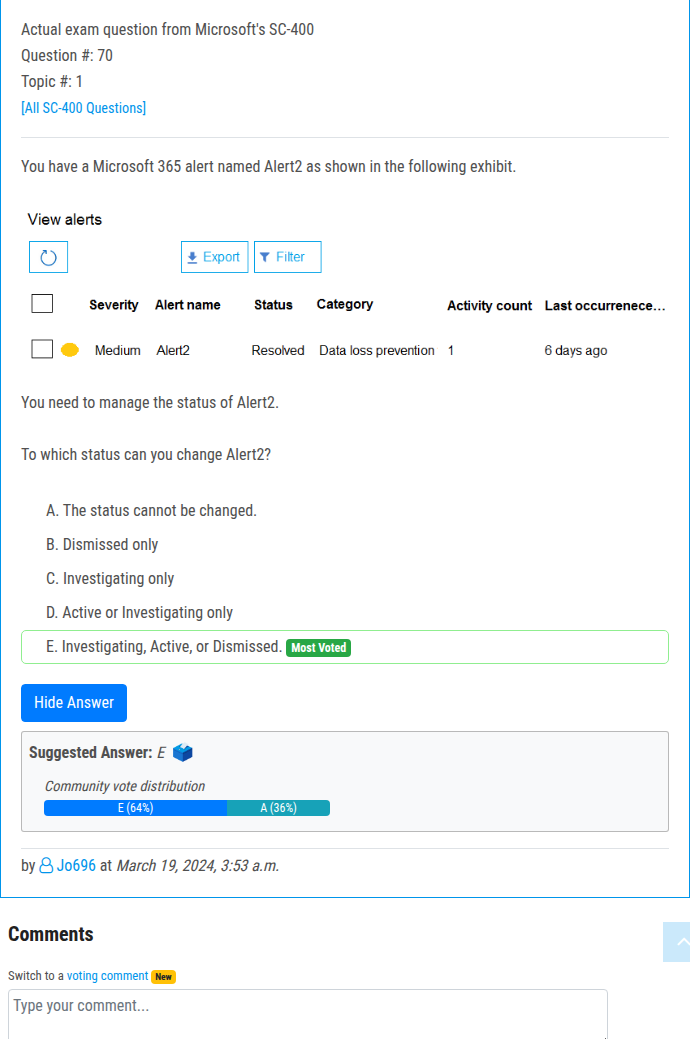 Actual exam question from Microsoft's SC-400
Question #: 70
Topic #: 1
[All SC-400 Questions]
You have a Microsoft 365 alert named Alert2 as shown in the following exhibit.
View alerts
Export Filter
Severity Alert name Status Category Activity count Last occurrenece...
Medium Alert2 Resolved Data loss prevention 1 6 days ago
You need to manage the status of Alert2.
To which status can you change Alert2?
A. The status cannot be changed.
B. Dismissed only
C. Investigating only
D. Active or Investigating only
E. Investigating, Active, or Dismissed. Most Voted
Hide Answer
Suggested Answer: E
Community vote distribution
E (64%) A (36%)
by Jo696 at March 19, 2024, 3:53 a.m.
Comments
Switch to a voting comment New
Type your comment...